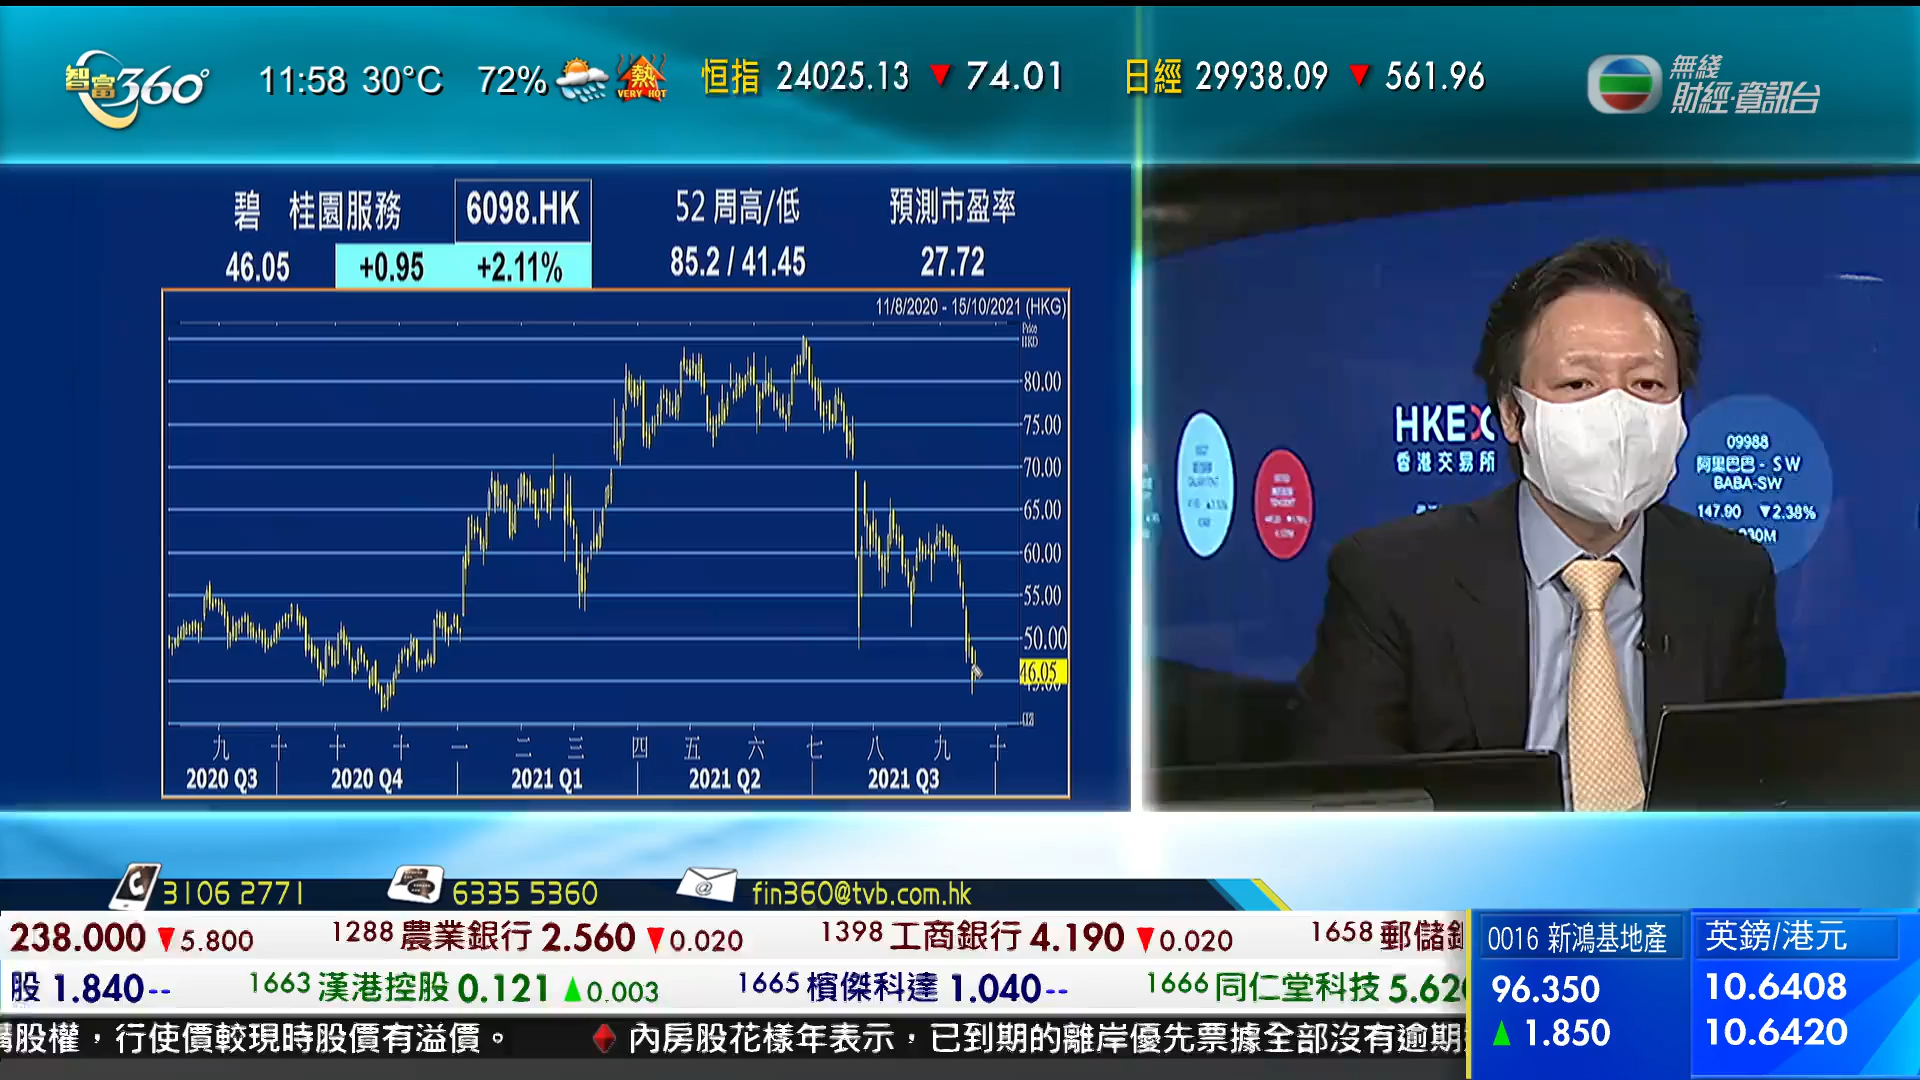 智富360°
11:58 30°C 72%
熱
VERY HOT
恒指 24025.13 ▼ 74.01
日經 29938.09 ▼ 561.96
無綫
財經·資訊台
碧 桂園服務 6098.HK 52 周高/低 預測市盈率
46.05 +0.95 +2.11% 85.2 / 41.45 27.72
11/8/2020 - 15/10/2021 (HKG)
Price
HKD
80.00
75.00
70.00
65.00
60.00
55.00
50.00
46.05
45.00
九 十 十 十 一 二 三 四 五 六 七 八 九 十
2020 Q3 2020 Q4 2021 Q1 2021 Q2 2021 Q3
HKEX
香港交易所
09988
阿里巴巴 - SW
BABA-SW
147.90 ▼2.38%
3106 2771 6335 5360 fin360@tvb.com.hk
238.000 ▼5.800 1288 農業銀行 2.560 ▼0.020 1398 工商銀行 4.190 ▼0.020 1658 郵儲銀
股 1.840-- 1663 漢港控股 0.121 ▲0.003 1665 檳傑科達 1.040-- 1666 同仁堂科技 5.620
購股權，行使價較現時股價有溢價。 ◆ 內房股花樣年表示，已到期的離岸優先票據全部沒有逾期
0016 新鴻基地產
96.350
▲ 1.850
英鎊/港元
10.6408
10.6420